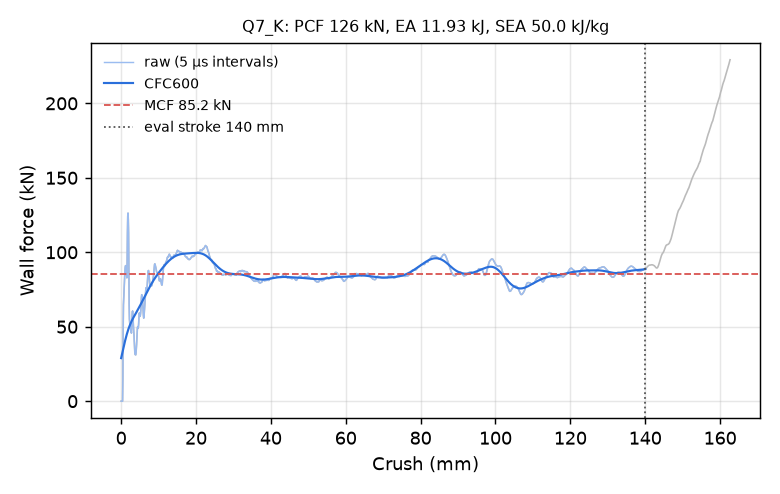 Q7_K: PCF 126 kN, EA 11.93 kJ, SEA 50.0 kJ/kg
raw (5 µs intervals)
CFC600
MCF 85.2 kN
eval stroke 140 mm
Wall force (kN)
200
150
100
50
0
0 20 40 60 80 100 120 140 160
Crush (mm)